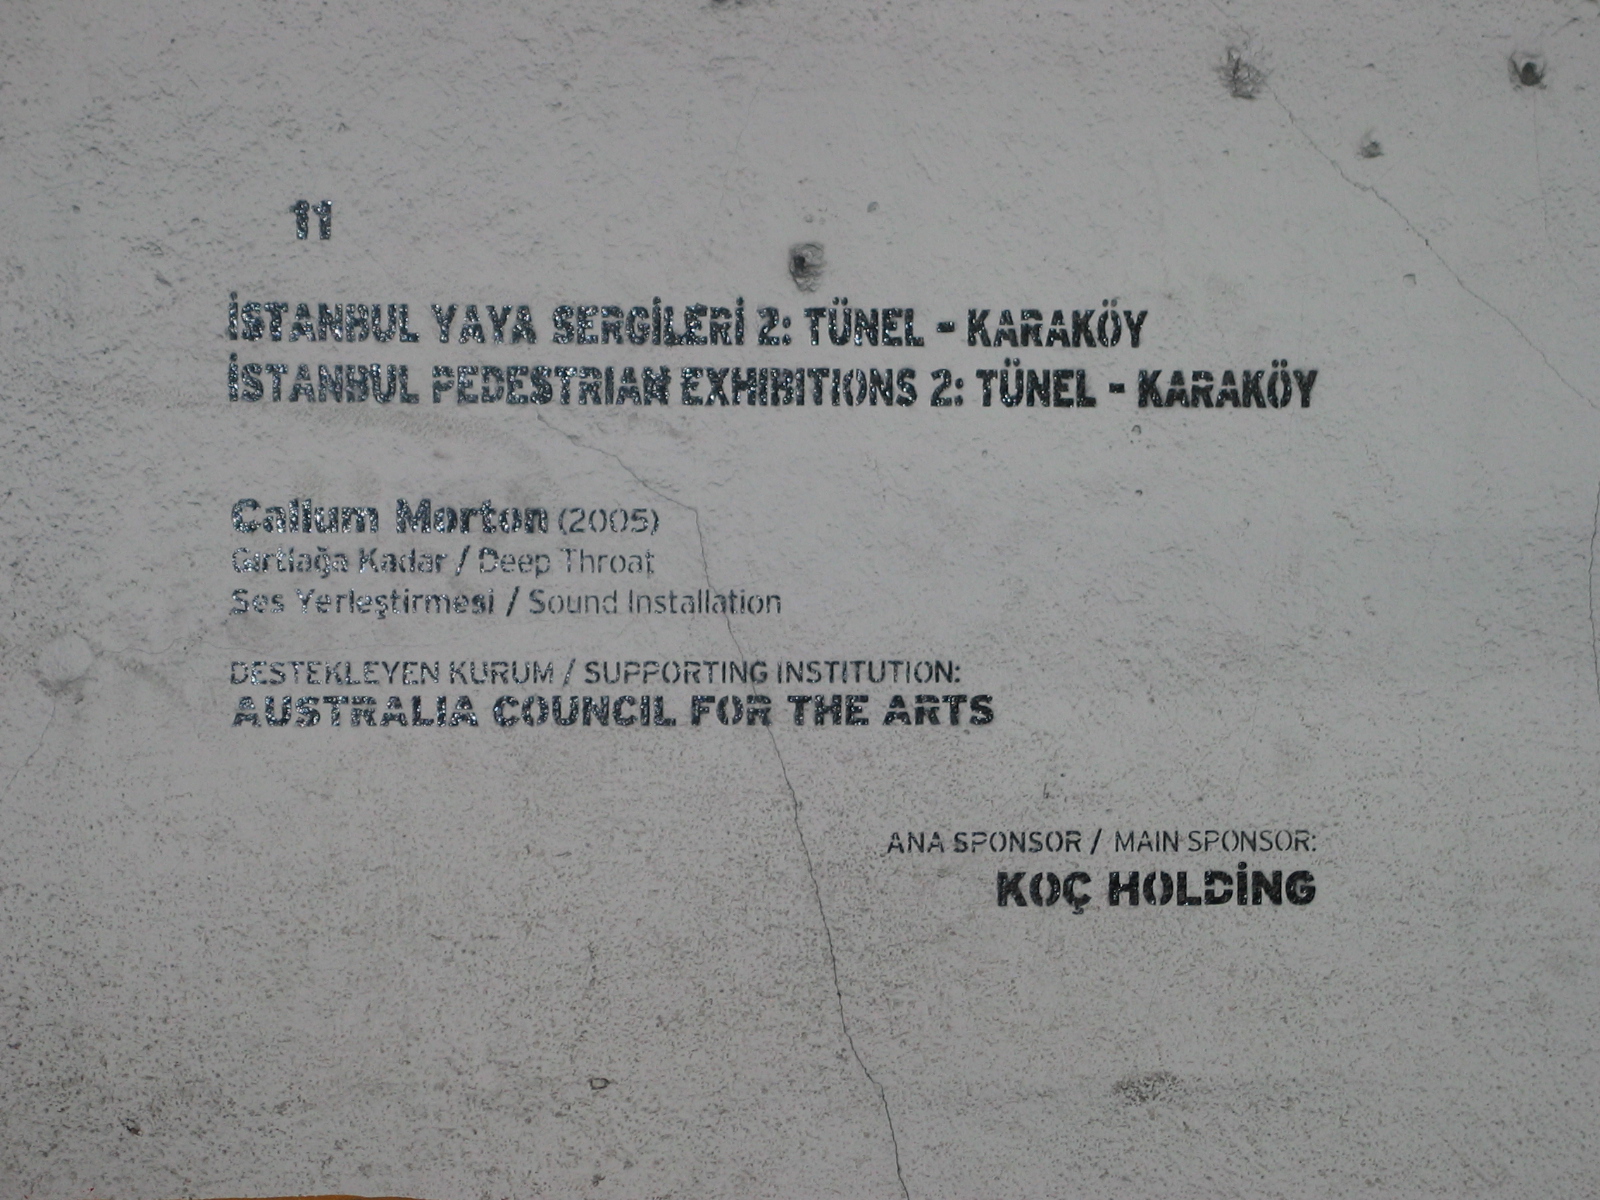 11
İSTANBUL YAYA SERGİLERİ 2: TÜNEL - KARAKÖY
İSTANBUL PEDESTRIAN EXHIBITIONS 2: TÜNEL - KARAKÖY
Callum Morton (2005)
Gırtlağa Kadar / Deep Throat
Ses Yerleştirmesi / Sound Installation
DESTEKLEYEN KURUM / SUPPORTING INSTITUTION:
AUSTRALIA COUNCIL FOR THE ARTS
ANA SPONSOR / MAIN SPONSOR:
KOÇ HOLDİNG